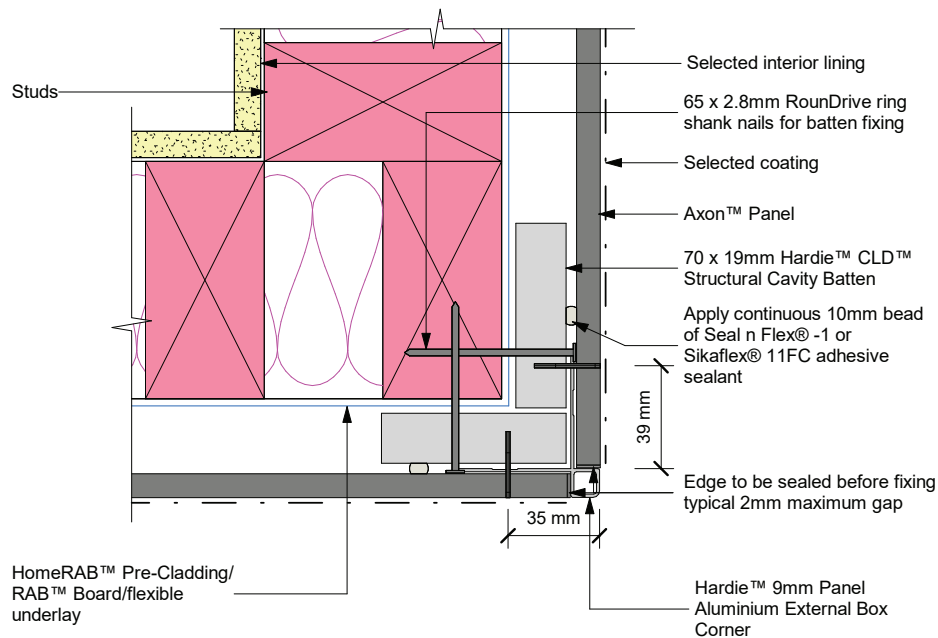 Studs
Selected interior lining
65 x 2.8mm RounDrive ring
shank nails for batten fixing
Selected coating
Axon™ Panel
70 x 19mm Hardie™ CLD™
Structural Cavity Batten
Apply continuous 10mm bead
of Seal n Flex® -1 or
Sikaflex® 11FC adhesive
sealant
39 mm
Edge to be sealed before fixing
typical 2mm maximum gap
35 mm
HomeRAB™ Pre-Cladding/
RAB™ Board/flexible
underlay
Hardie™ 9mm Panel
Aluminium External Box
Corner